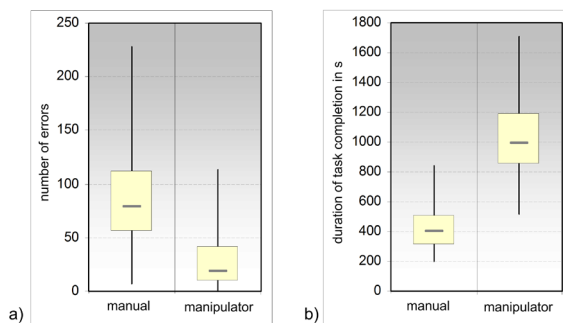 a)
number of errors
250
200
150
100
50
0
manual
manipulator
b)
duration of task completion in s
1800
1600
1400
1200
1000
800
600
400
200
0
manual
manipulator